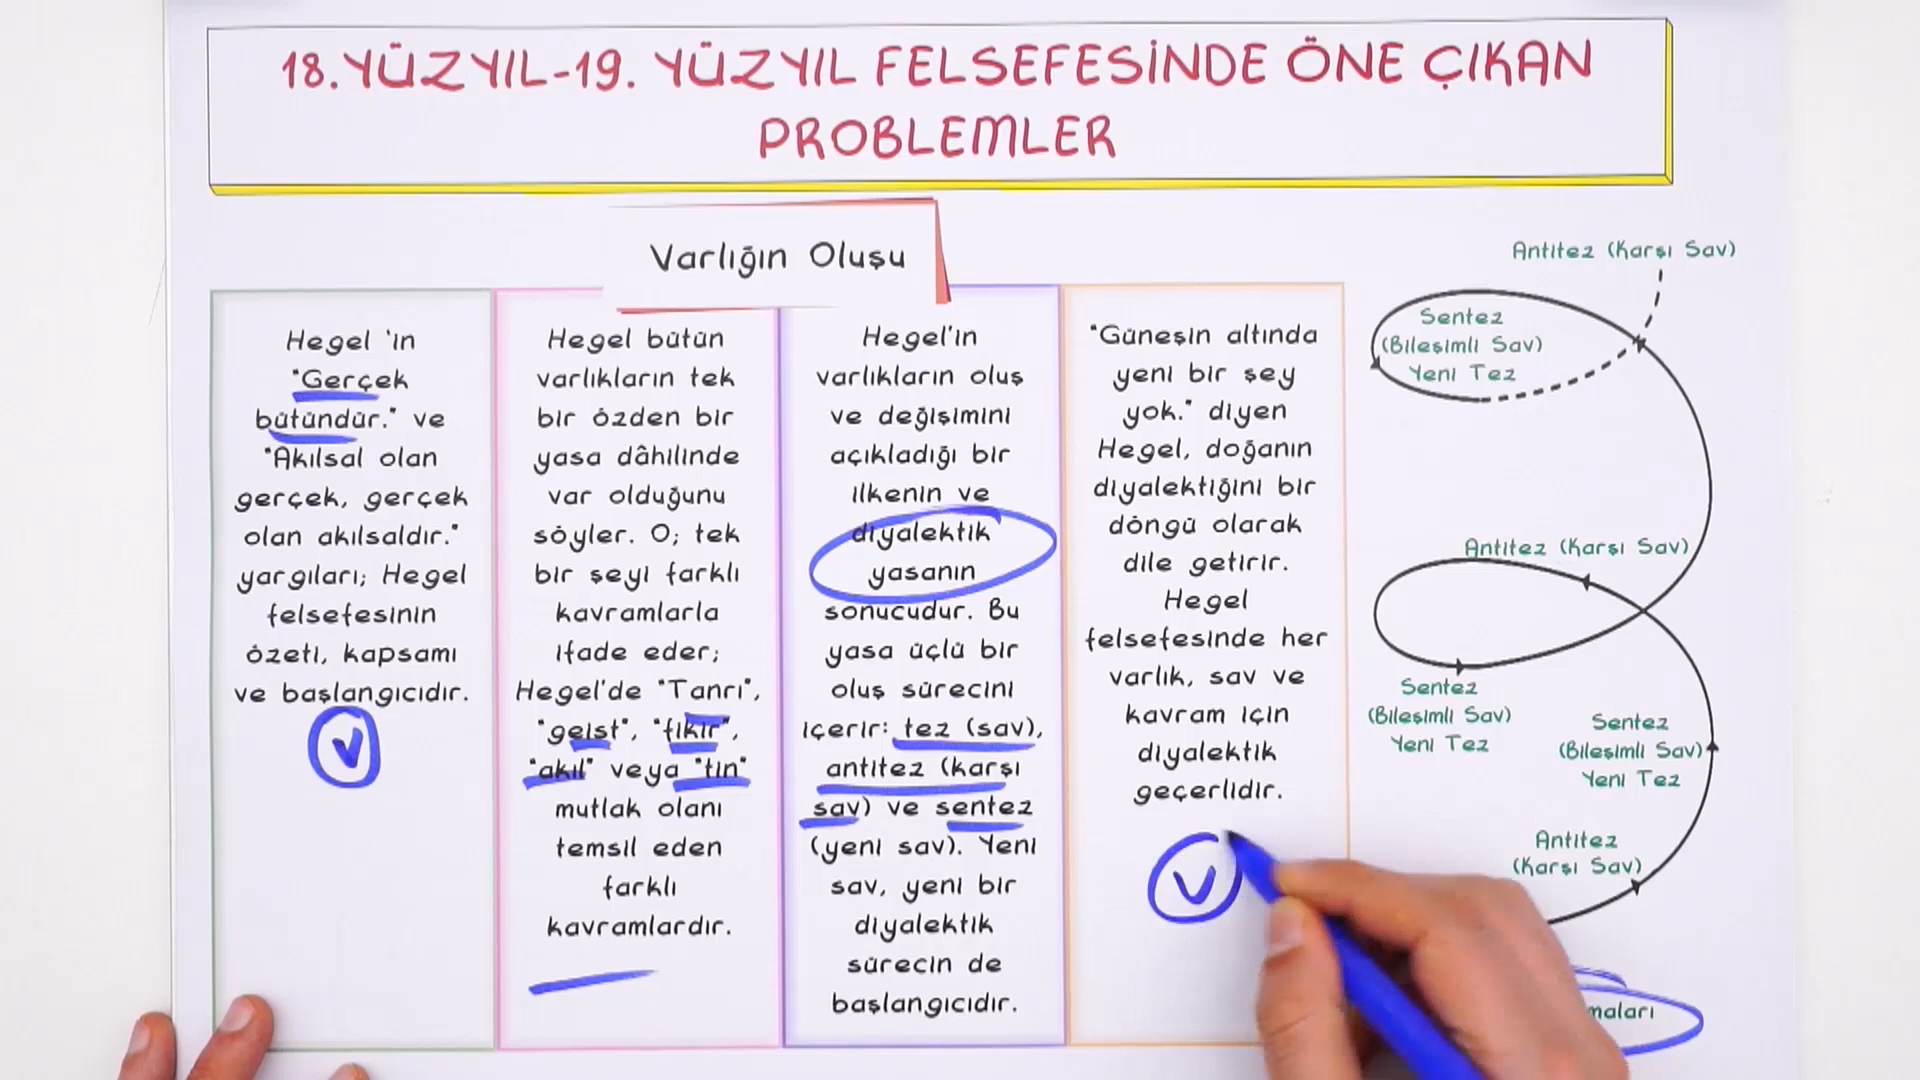 18.YÜZYIL-19. YÜZYIL FELSEFESİNDE ÖNE ÇIKAN
PROBLEMLER
Varlığın Oluşu
Hegel 'in
"Gerçek
bütündür." ve
"Akılsal olan
gerçek, gerçek
olan akılsaldır."
yargıları; Hegel
felsefesinin
özeti, kapsamı
ve başlangıcıdır.
Hegel bütün
varlıkların tek
bir özden bir
yasa dâhilinde
var olduğunu
söyler. O; tek
bir şeyi farklı
kavramlarla
ifade eder;
Hegel'de "Tanrı",
"geist", "fikir",
"akıl" veya "tin"
mutlak olanı
temsil eden
farklı
kavramlardır.
Hegel'in
varlıkların oluş
ve değişimini
açıkladığı bir
ilkenin ve
diyalektik
yasanın
sonucudur. Bu
yasa üçlü bir
oluş sürecini
içerir: tez (sav),
antitez (karşı
sav) ve sentez
(yeni sav). Yeni
sav, yeni bir
diyalektik
sürecin de
başlangıcıdır.
"Güneşin altında
yeni bir şey
yok." diyen
Hegel, doğanın
diyalektiğini bir
döngü olarak
dile getirir.
Hegel
felsefesinde her
varlık, sav ve
kavram için
diyalektik
geçerlidir.
Antitez (Karşı Sav)
Sentez
(Bileşimli Sav)
Yeni Tez
Antitez (Karşı Sav)
Sentez
(Bileşimli Sav)
Yeni Tez
Sentez
(Bileşimli Sav)
Yeni Tez
Antitez
(Karşı Sav)
maları